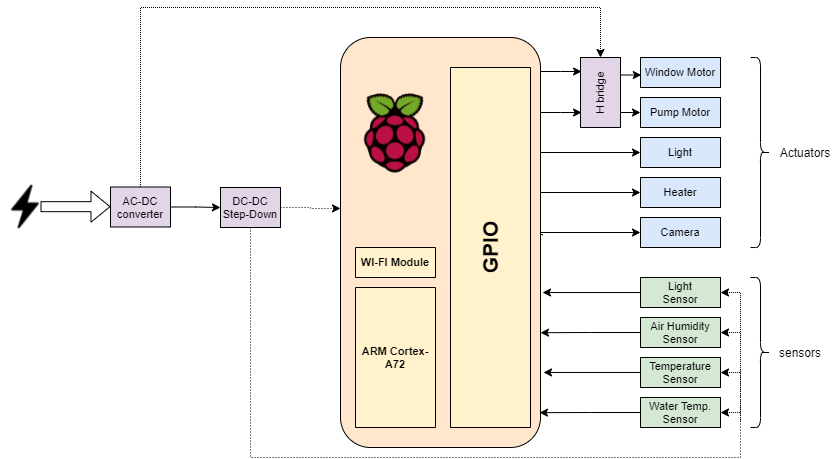 AC-DC
converter
DC-DC
Step-Down
WI-FI Module
ARM Cortex-
A72
GPIO
H bridge
Window Motor
Pump Motor
Light
Heater
Camera
Actuators
Light
Sensor
Air Humidity
Sensor
Temperature
Sensor
Water Temp.
Sensor
sensors